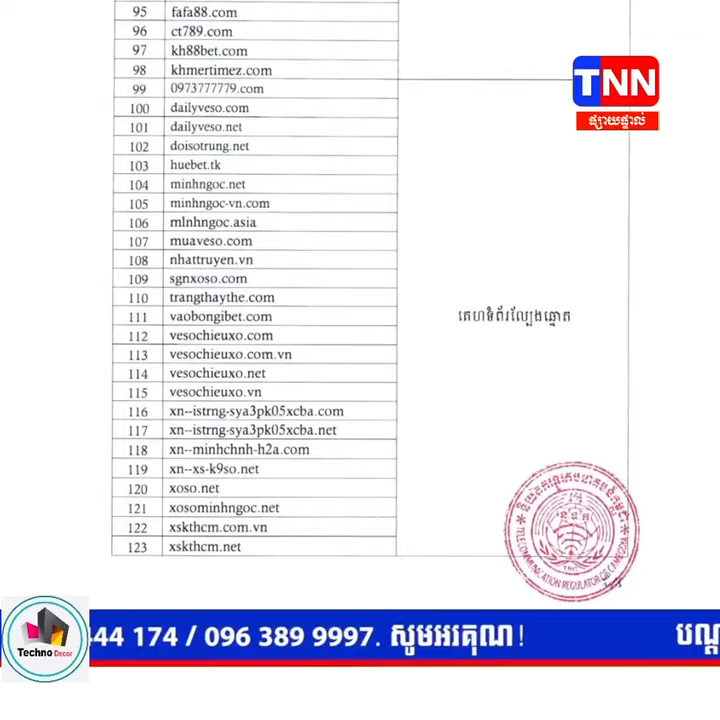 95 fafa88.com
96 ct789.com
97 kh88bet.com
98 khmertimez.com
99 0973777779.com
100 dailyveso.com
101 dailyveso.net
102 doisotrung.net
103 huebet.tk
104 minhngoc.net
105 minhngoc-vn.com
106 mlnhngoc.asia
107 muaveso.com
108 nhattruyen.vn
109 sgnxoso.com
110 trangthaythe.com
111 vaobongibet.com
112 vesochieuxo.com
113 vesochieuxo.com.vn
114 vesochieuxo.net
115 vesochieuxo.vn
116 xn--istrng-sya3pk05xcba.com
117 xn--istrng-sya3pk05xcba.net
118 xn--minhchnh-h2a.com
119 xn--xs-k9so.net
120 xoso.net
121 xosominhngoc.net
122 xskthcm.com.vn
123 xskthcm.net
គេហទំព័រល្បែងឆ្នោត
TNN
ផ្សាយផ្ទាល់
TELECOMMUNICATION REGULATOR OF CAMBODIA
TRC
Techno Decor
444 174 / 096 389 9997. សូមអរគុណ! បណ្ត